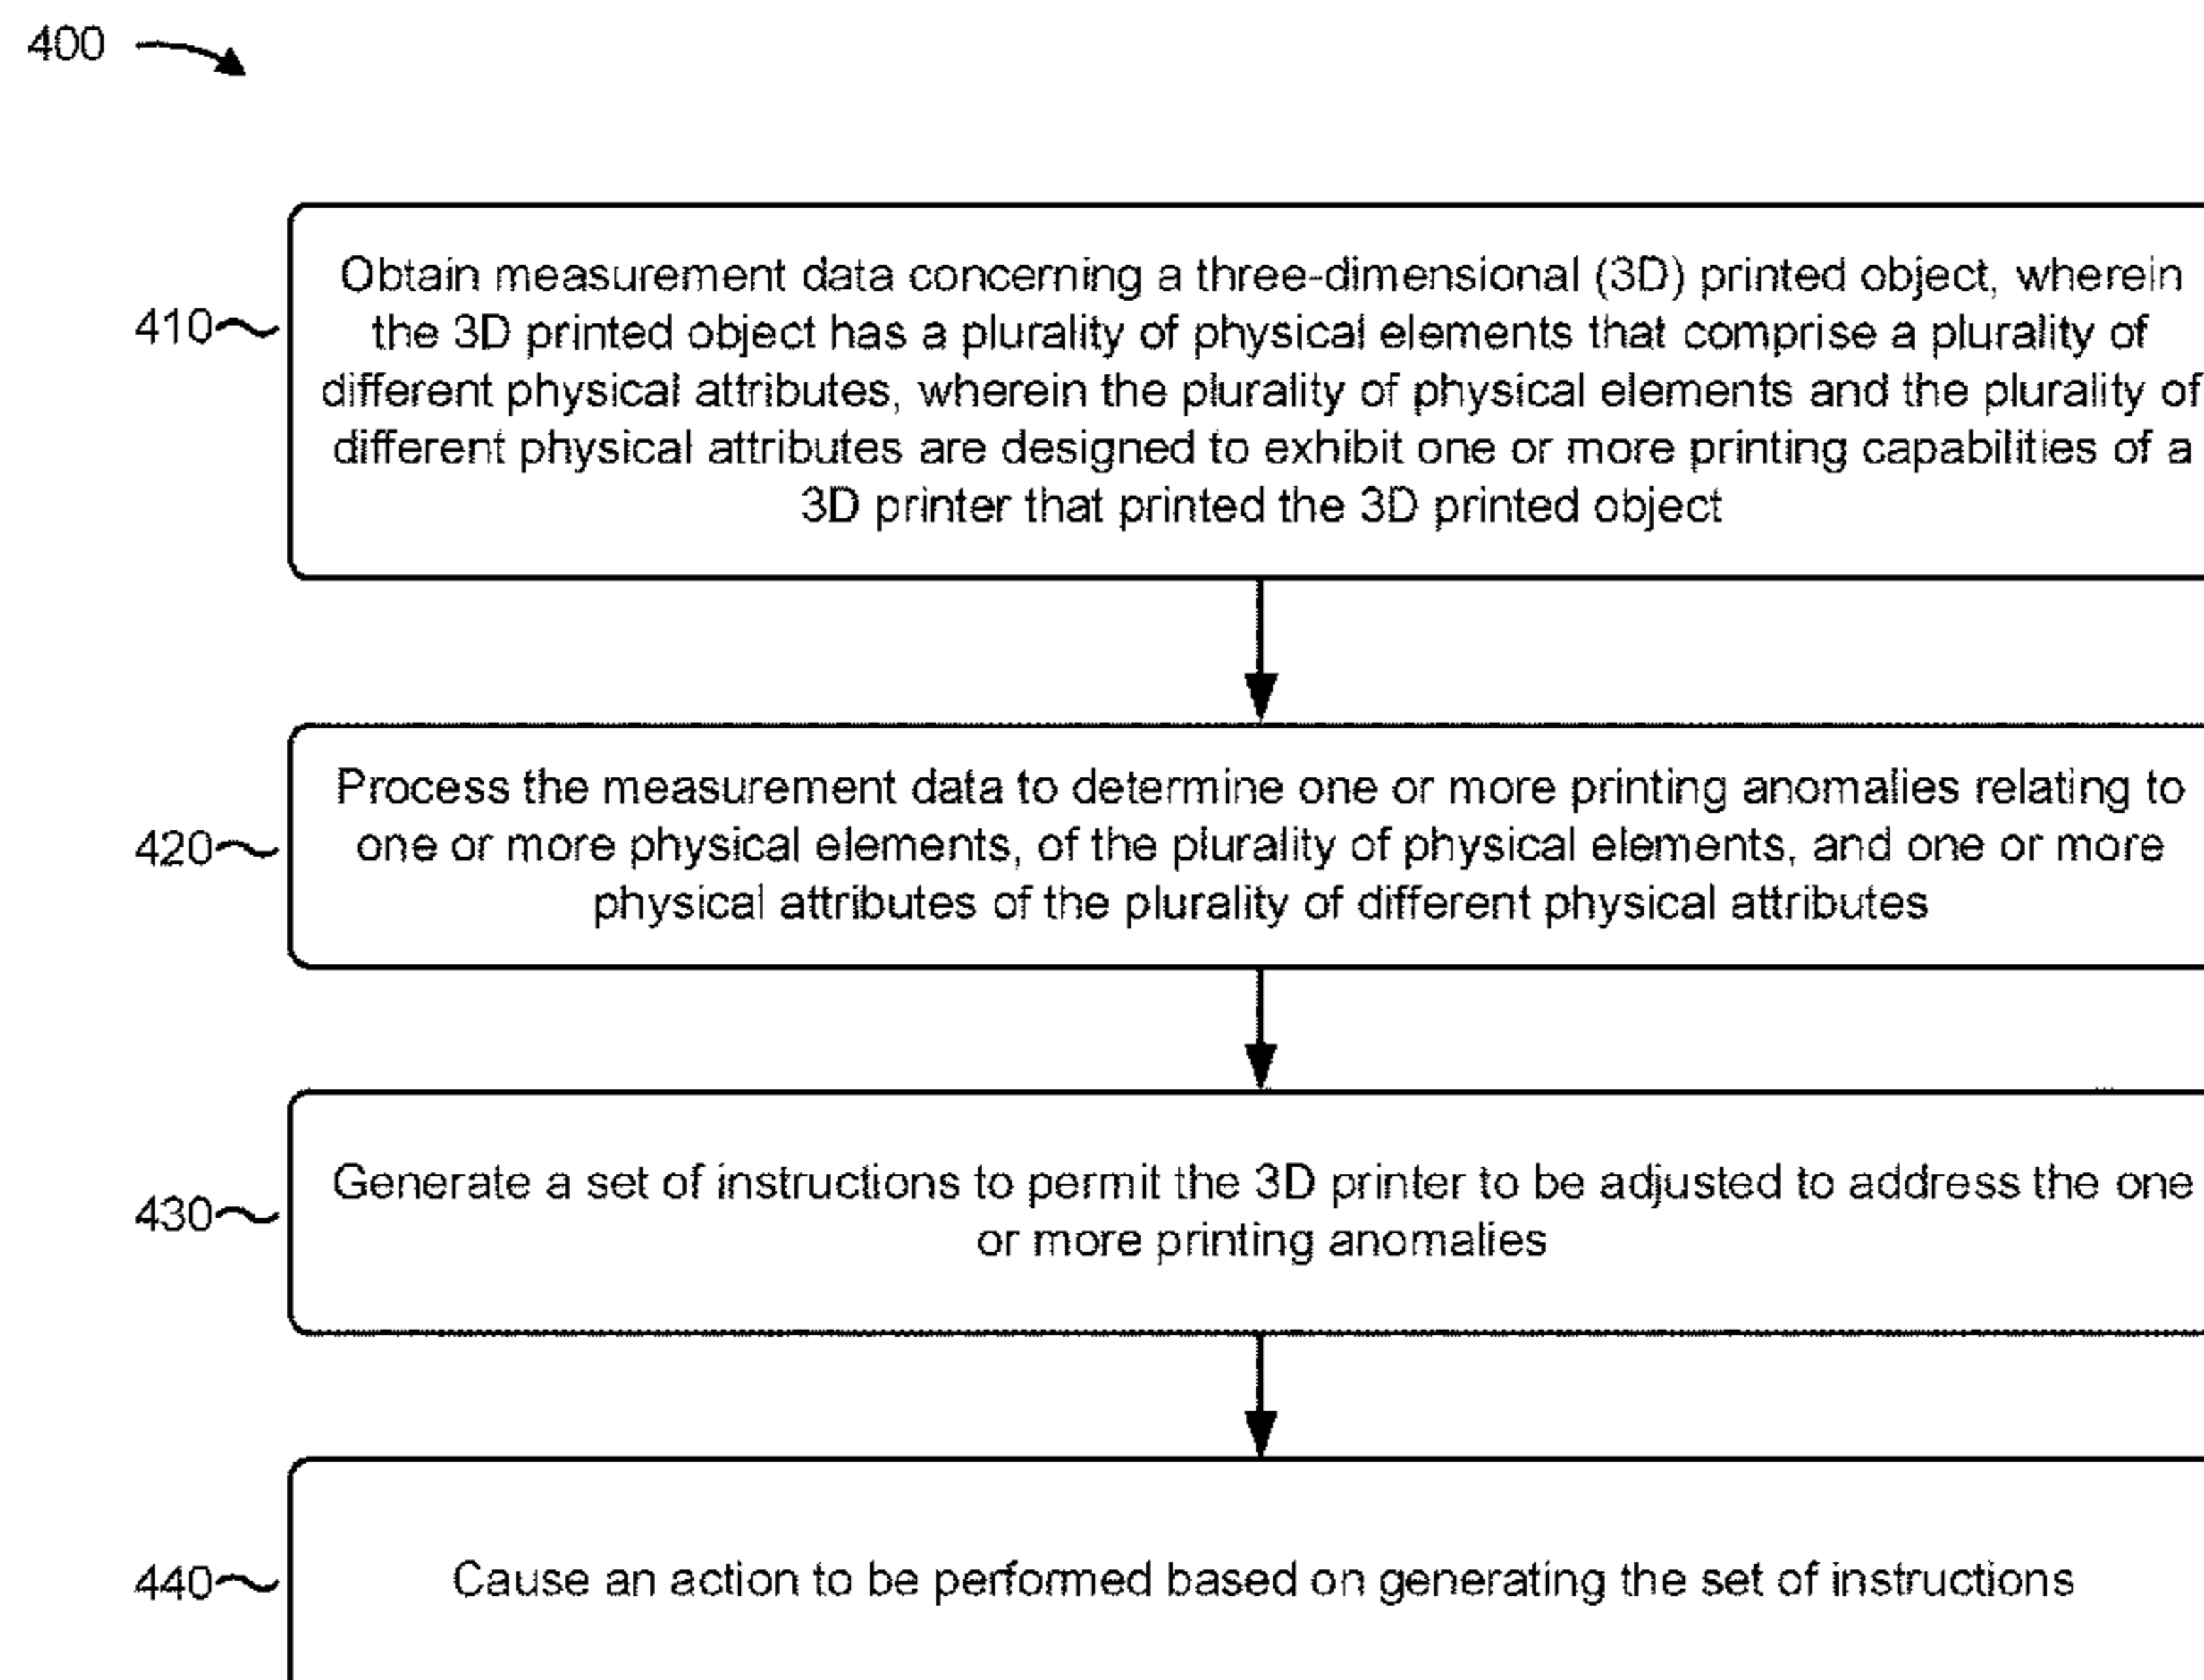 400
410
Obtain measurement data concerning a three-dimensional (3D) printed object, wherein
the 3D printed object has a plurality of physical elements that comprise a plurality of
different physical attributes, wherein the plurality of physical elements and the plurality of
different physical attributes are designed to exhibit one or more printing capabilities of a
3D printer that printed the 3D printed object
420
Process the measurement data to determine one or more printing anomalies relating to
one or more physical elements, of the plurality of physical elements, and one or more
physical attributes of the plurality of different physical attributes
430
Generate a set of instructions to permit the 3D printer to be adjusted to address the one
or more printing anomalies
440
Cause an action to be performed based on generating the set of instructions